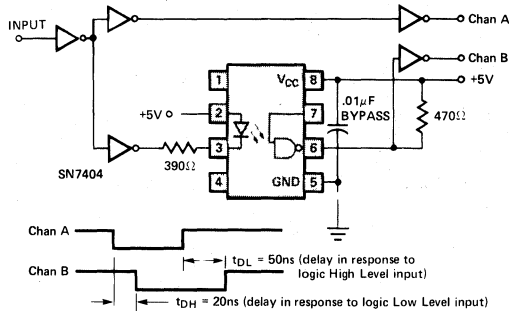 INPUT
Chan A
Chan B
+5V
1
VCC 8
.01μF
BYPASS
+5V
2
7
470Ω
3
6
390Ω
SN7404
4
GND 5
Chan A
tDL = 50ns (delay in response to
logic High Level input)
Chan B
tDH = 20ns (delay in response to logic Low Level input)